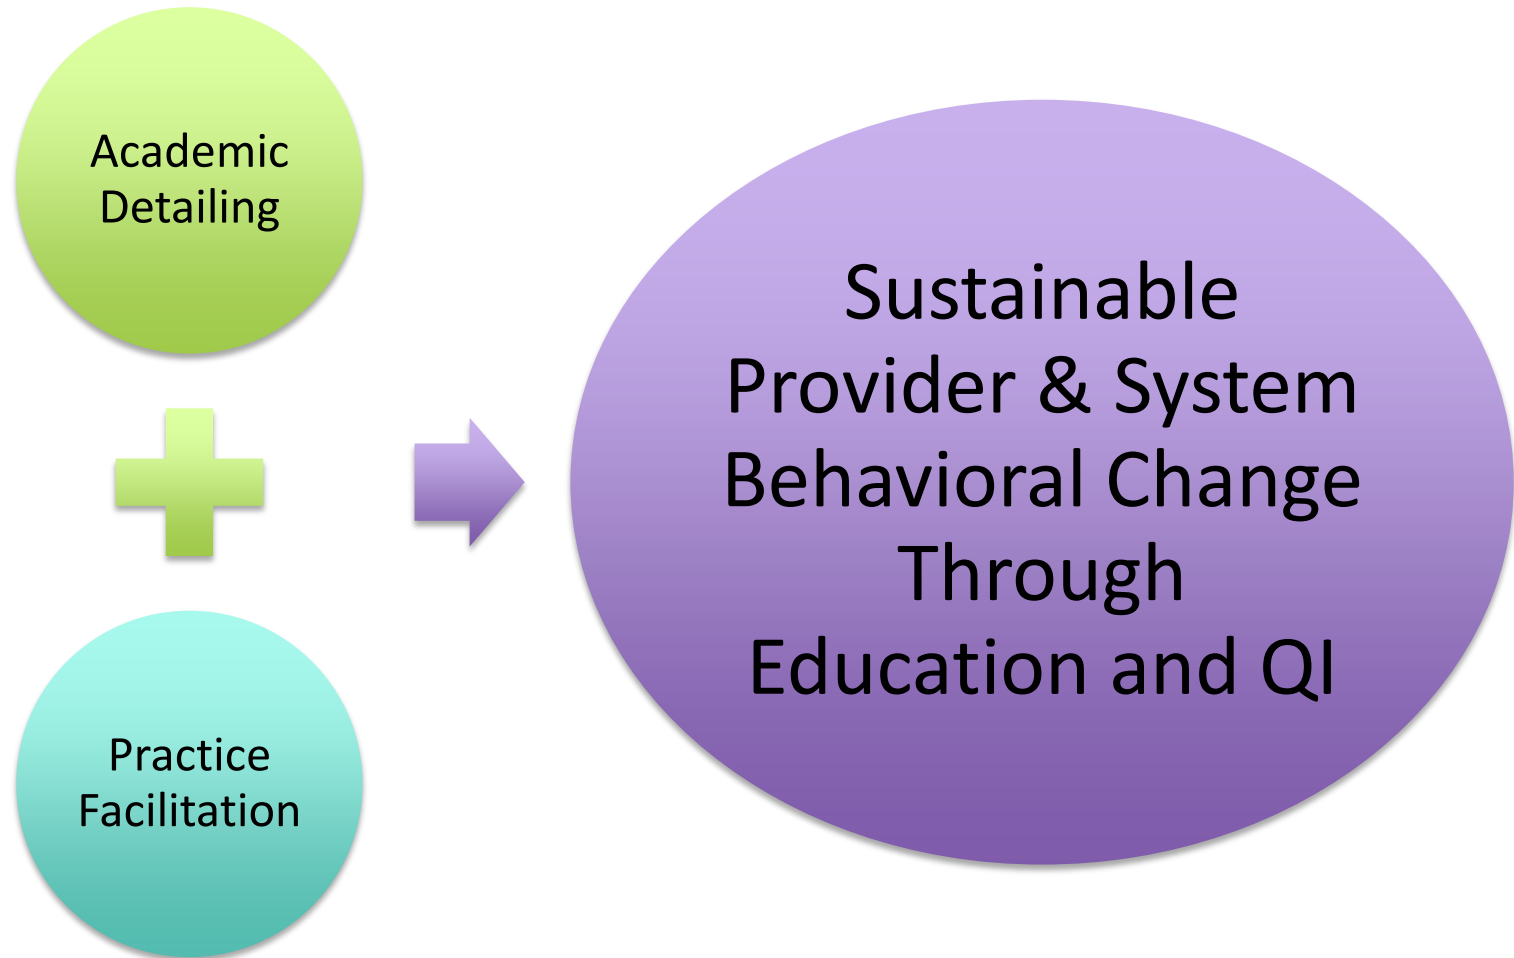 Academic
Detailing
Practice
Facilitation
Sustainable
Provider & System
Behavioral Change
Through
Education and QI